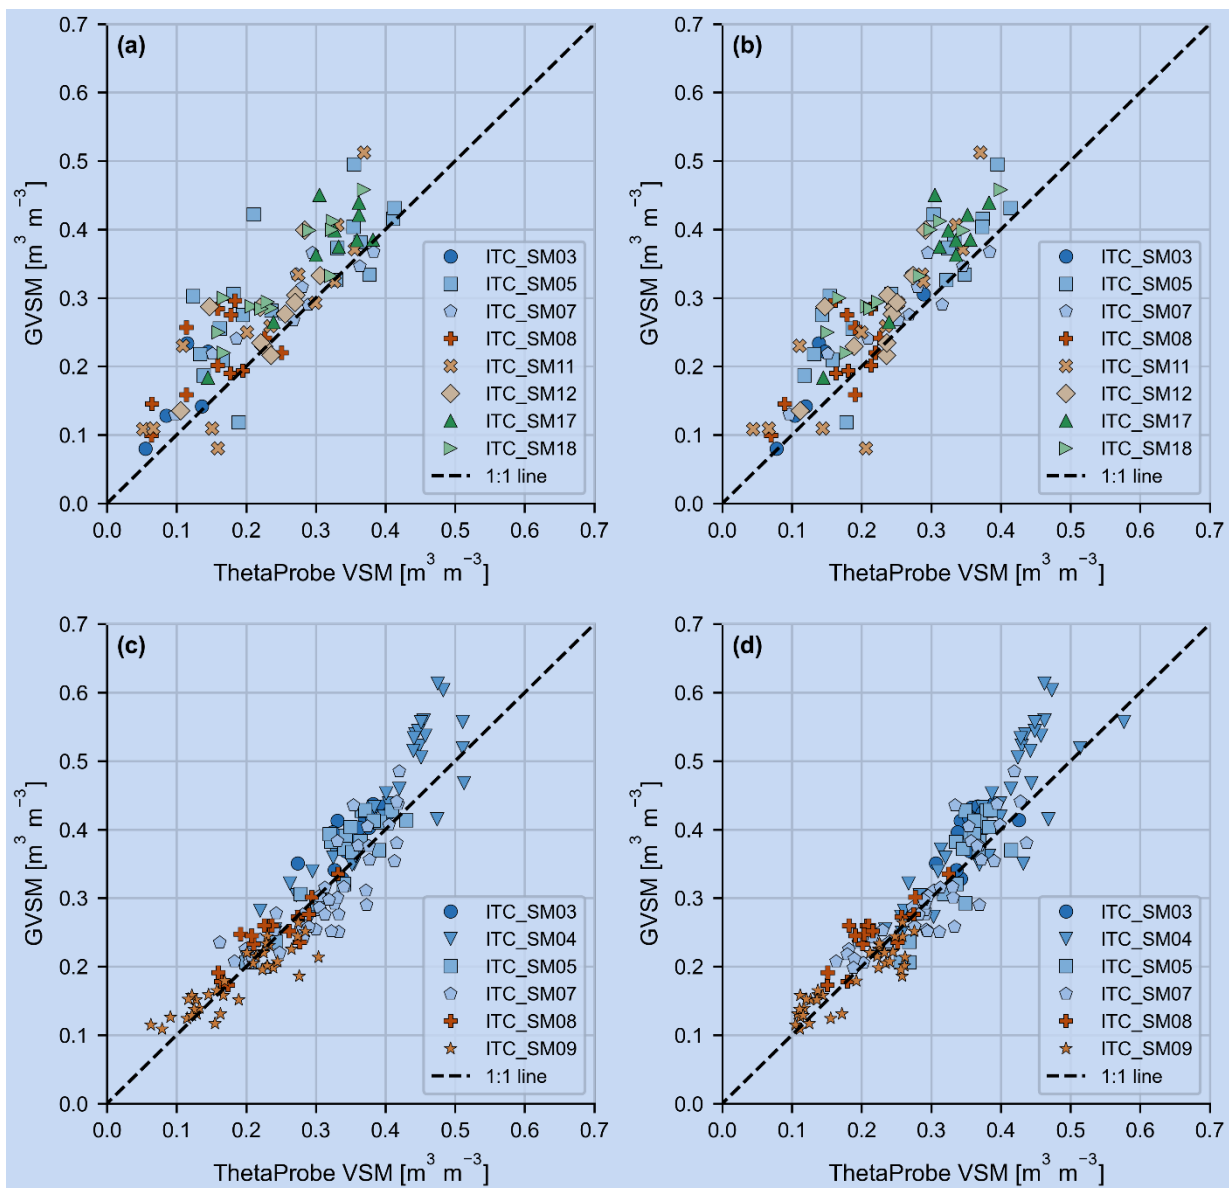 (a)
0.7
0.6
0.5
0.4
0.3
0.2
0.1
0.0
GVSM [m³ m⁻³]
ITC_SM03
ITC_SM05
ITC_SM07
ITC_SM08
ITC_SM11
ITC_SM12
ITC_SM17
ITC_SM18
1:1 line
0.0 0.1 0.2 0.3 0.4 0.5 0.6 0.7
ThetaProbe VSM [m³ m⁻³]
(b)
0.7
0.6
0.5
0.4
0.3
0.2
0.1
0.0
GVSM [m³ m⁻³]
ITC_SM03
ITC_SM05
ITC_SM07
ITC_SM08
ITC_SM11
ITC_SM12
ITC_SM17
ITC_SM18
1:1 line
0.0 0.1 0.2 0.3 0.4 0.5 0.6 0.7
ThetaProbe VSM [m³ m⁻³]
(c)
0.7
0.6
0.5
0.4
0.3
0.2
0.1
0.0
GVSM [m³ m⁻³]
ITC_SM03
ITC_SM04
ITC_SM05
ITC_SM07
ITC_SM08
ITC_SM09
1:1 line
0.0 0.1 0.2 0.3 0.4 0.5 0.6 0.7
ThetaProbe VSM [m³ m⁻³]
(d)
0.7
0.6
0.5
0.4
0.3
0.2
0.1
0.0
GVSM [m³ m⁻³]
ITC_SM03
ITC_SM04
ITC_SM05
ITC_SM07
ITC_SM08
ITC_SM09
1:1 line
0.0 0.1 0.2 0.3 0.4 0.5 0.6 0.7
ThetaProbe VSM [m³ m⁻³]